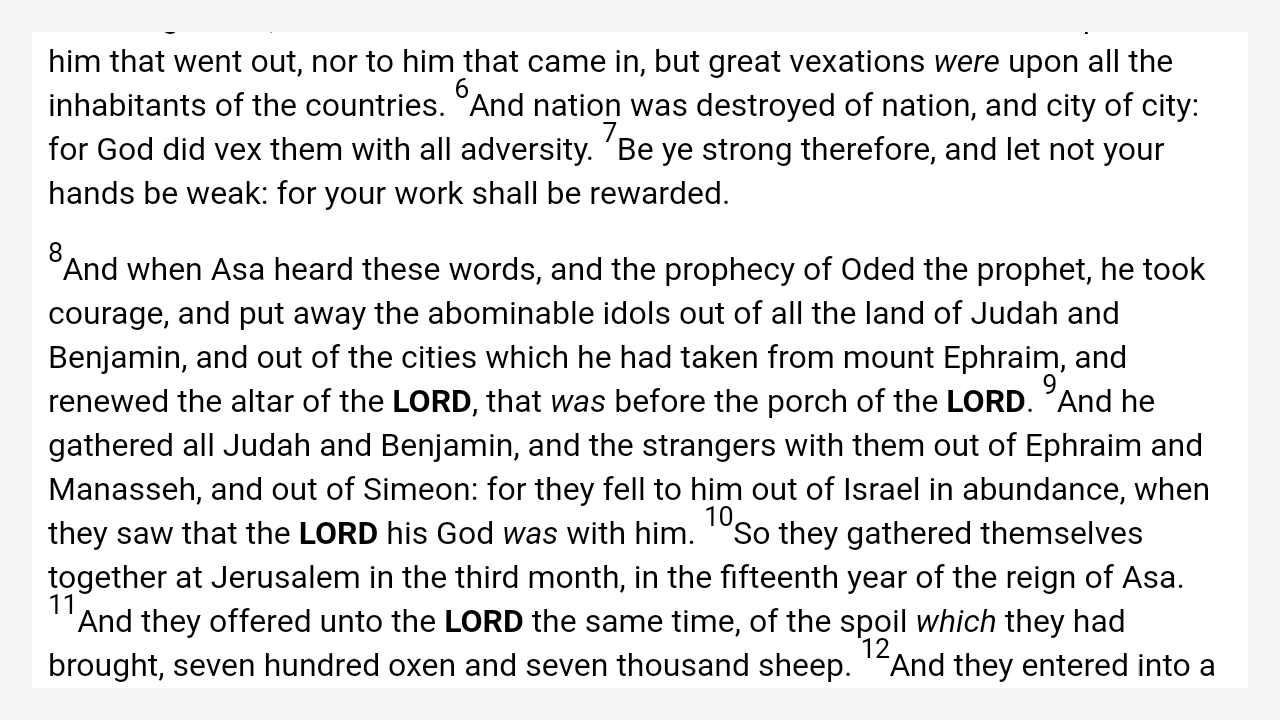 him that went out, nor to him that came in, but great vexations were upon all the
inhabitants of the countries. 6And nation was destroyed of nation, and city of city:
for God did vex them with all adversity. 7Be ye strong therefore, and let not your
hands be weak: for your work shall be rewarded.
8And when Asa heard these words, and the prophecy of Oded the prophet, he took
courage, and put away the abominable idols out of all the land of Judah and
Benjamin, and out of the cities which he had taken from mount Ephraim, and
renewed the altar of the LORD, that was before the porch of the LORD. 9And he
gathered all Judah and Benjamin, and the strangers with them out of Ephraim and
Manasseh, and out of Simeon: for they fell to him out of Israel in abundance, when
they saw that the LORD his God was with him. 10So they gathered themselves
together at Jerusalem in the third month, in the fifteenth year of the reign of Asa.
11And they offered unto the LORD the same time, of the spoil which they had
brought, seven hundred oxen and seven thousand sheep. 12And they entered into a